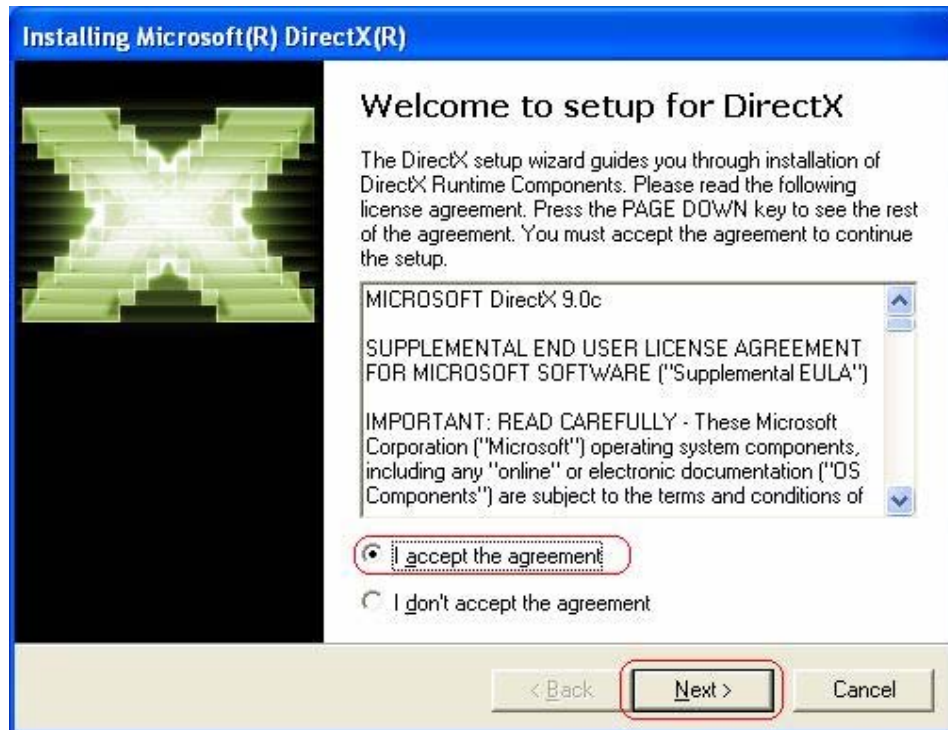 Installing Microsoft(R) DirectX(R)
Welcome to setup for DirectX
The DirectX setup wizard guides you through installation of
DirectX Runtime Components. Please read the following
license agreement. Press the PAGE DOWN key to see the rest
of the agreement. You must accept the agreement to continue
the setup.
MICROSOFT DirectX 9.0c
SUPPLEMENTAL END USER LICENSE AGREEMENT
FOR MICROSOFT SOFTWARE ("Supplemental EULA")
IMPORTANT: READ CAREFULLY - These Microsoft
Corporation ("Microsoft") operating system components,
including any "online" or electronic documentation ("OS
Components") are subject to the terms and conditions of
I accept the agreement
I don't accept the agreement
< Back Next > Cancel